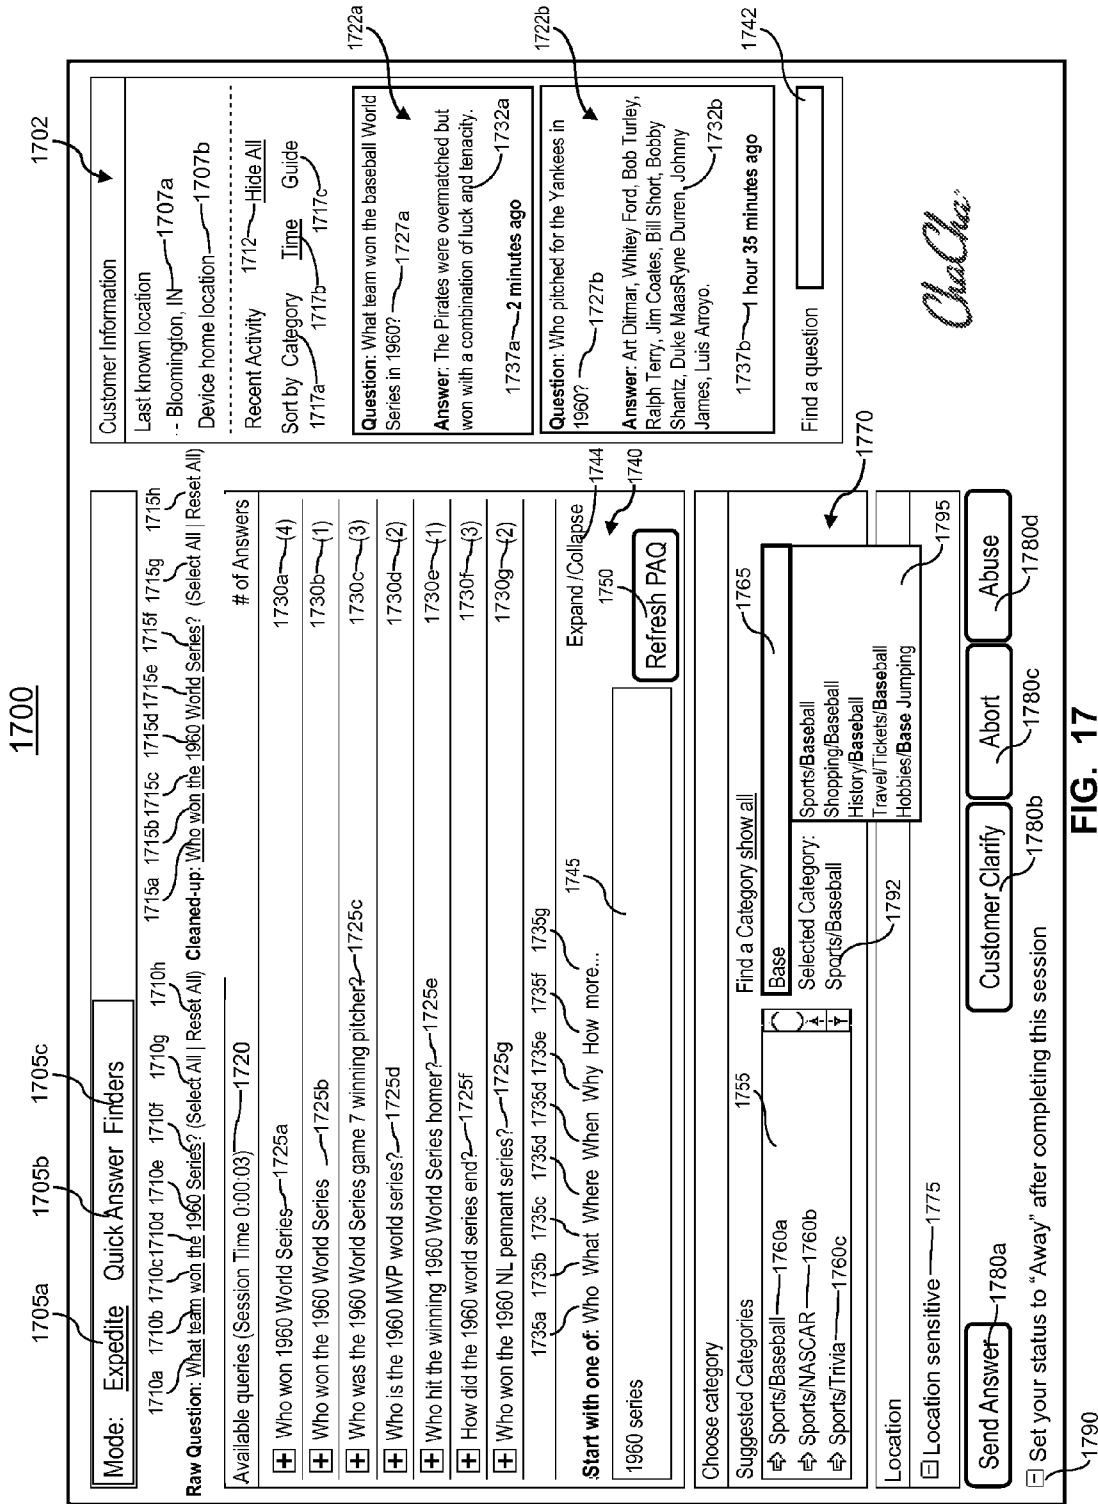 1700
1702
1705a
1705b
1705c
Mode: Expedite Quick Answer Finders
1710a 1710b 1710c 1710d 1710e 1710f 1710g 1710h
1715a 1715b 1715c 1715d 1715e 1715f 1715g 1715h
Raw Question: What team won the 1960 Series? (Select All | Reset All) Cleaned-up: Who won the 1960 World Series? (Select All | Reset All)
Available queries (Session Time 0:00:03) 1720
# of Answers
+ Who won 1960 World Series 1725a 1730a (4)
+ Who won the 1960 World Series 1725b 1730b (1)
+ Who was the 1960 World Series game 7 winning pitcher? 1725c 1730c (3)
+ Who is the 1960 MVP world series? 1725d 1730d (2)
+ Who hit the winning 1960 World Series homer? 1725e 1730e (1)
+ How did the 1960 world series end? 1725f 1730f (3)
+ Who won the 1960 NL pennant series? 1725g 1730g (2)
1735a 1735b 1735c 1735d 1735d 1735e 1735f 1735g
:Start with one of: Who What Where When Why How more...
Expand /Collapse 1744
1740
1745
1750
1960 series
Refresh PAQ
Choose category
Suggested Categories
1755
Sports/Baseball 1760a
Sports/NASCAR 1760b
Sports/Trivia 1760c
Find a Category show all
1765
Base
Selected Category:
Sports/Baseball
1792
Sports/Baseball
Shopping/Baseball
History/Baseball
Travel/Tickets/Baseball
Hobbies/Base Jumping
1770
1795
Location
Location sensitive 1775
Send Answer
Customer Clarify
Abort
Abuse
1780a
1780b
1780c
1780d
Set your status to "Away" after completing this session
1790
Customer Information
Last known location
-- Bloomington, IN 1707a
Device home location 1707b
Recent Activity 1712 Hide All
Sort by Category Time Guide
1717a 1717b 1717c
1722a
Question: What team won the baseball World
Series in 1960? 1727a
Answer: The Pirates were overmatched but
won with a combination of luck and tenacity.
1732a
1737a 2 minutes ago
1722b
Question: Who pitched for the Yankees in
1960? 1727b
Answer: Art Ditmar, Whitey Ford, Bob Turley,
Ralph Terry, Jim Coates, Bill Short, Bobby
Shantz, Duke MaasRyne Durren, Johnny
James, Luis Arroyo.
1732b
1737b 1 hour 35 minutes ago
1742
Find a question
ChaCha
FIG. 17